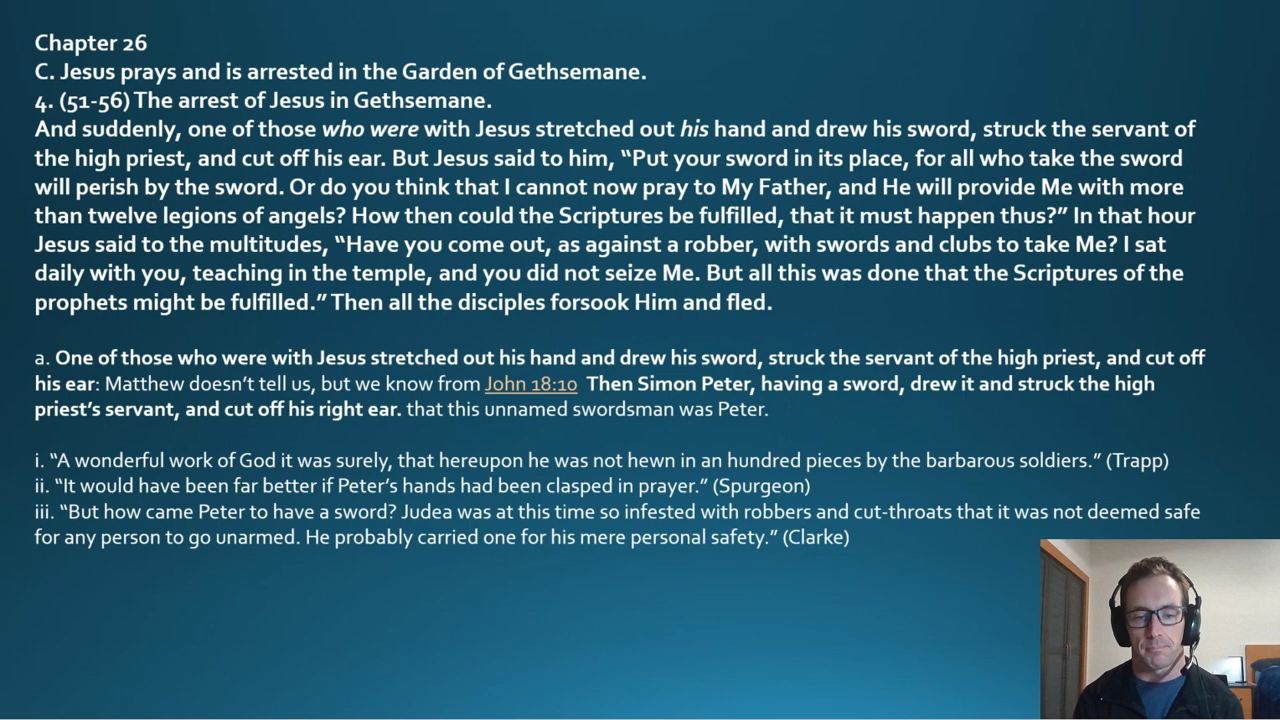 Chapter 26
C. Jesus prays and is arrested in the Garden of Gethsemane.
4. (51-56) The arrest of Jesus in Gethsemane.
And suddenly, one of those who were with Jesus stretched out his hand and drew his sword, struck the servant of
the high priest, and cut off his ear. But Jesus said to him, “Put your sword in its place, for all who take the sword
will perish by the sword. Or do you think that I cannot now pray to My Father, and He will provide Me with more
than twelve legions of angels? How then could the Scriptures be fulfilled, that it must happen thus?” In that hour
Jesus said to the multitudes, “Have you come out, as against a robber, with swords and clubs to take Me? I sat
daily with you, teaching in the temple, and you did not seize Me. But all this was done that the Scriptures of the
prophets might be fulfilled.” Then all the disciples forsook Him and fled.
a. One of those who were with Jesus stretched out his hand and drew his sword, struck the servant of the high priest, and cut off
his ear: Matthew doesn’t tell us, but we know from John 18:10 Then Simon Peter, having a sword, drew it and struck the high
priest’s servant, and cut off his right ear. that this unnamed swordsman was Peter.
i. “A wonderful work of God it was surely, that hereupon he was not hewn in an hundred pieces by the barbarous soldiers.” (Trapp)
ii. “It would have been far better if Peter’s hands had been clasped in prayer.” (Spurgeon)
iii. “But how came Peter to have a sword? Judea was at this time so infested with robbers and cut-throats that it was not deemed safe
for any person to go unarmed. He probably carried one for his mere personal safety.” (Clarke)